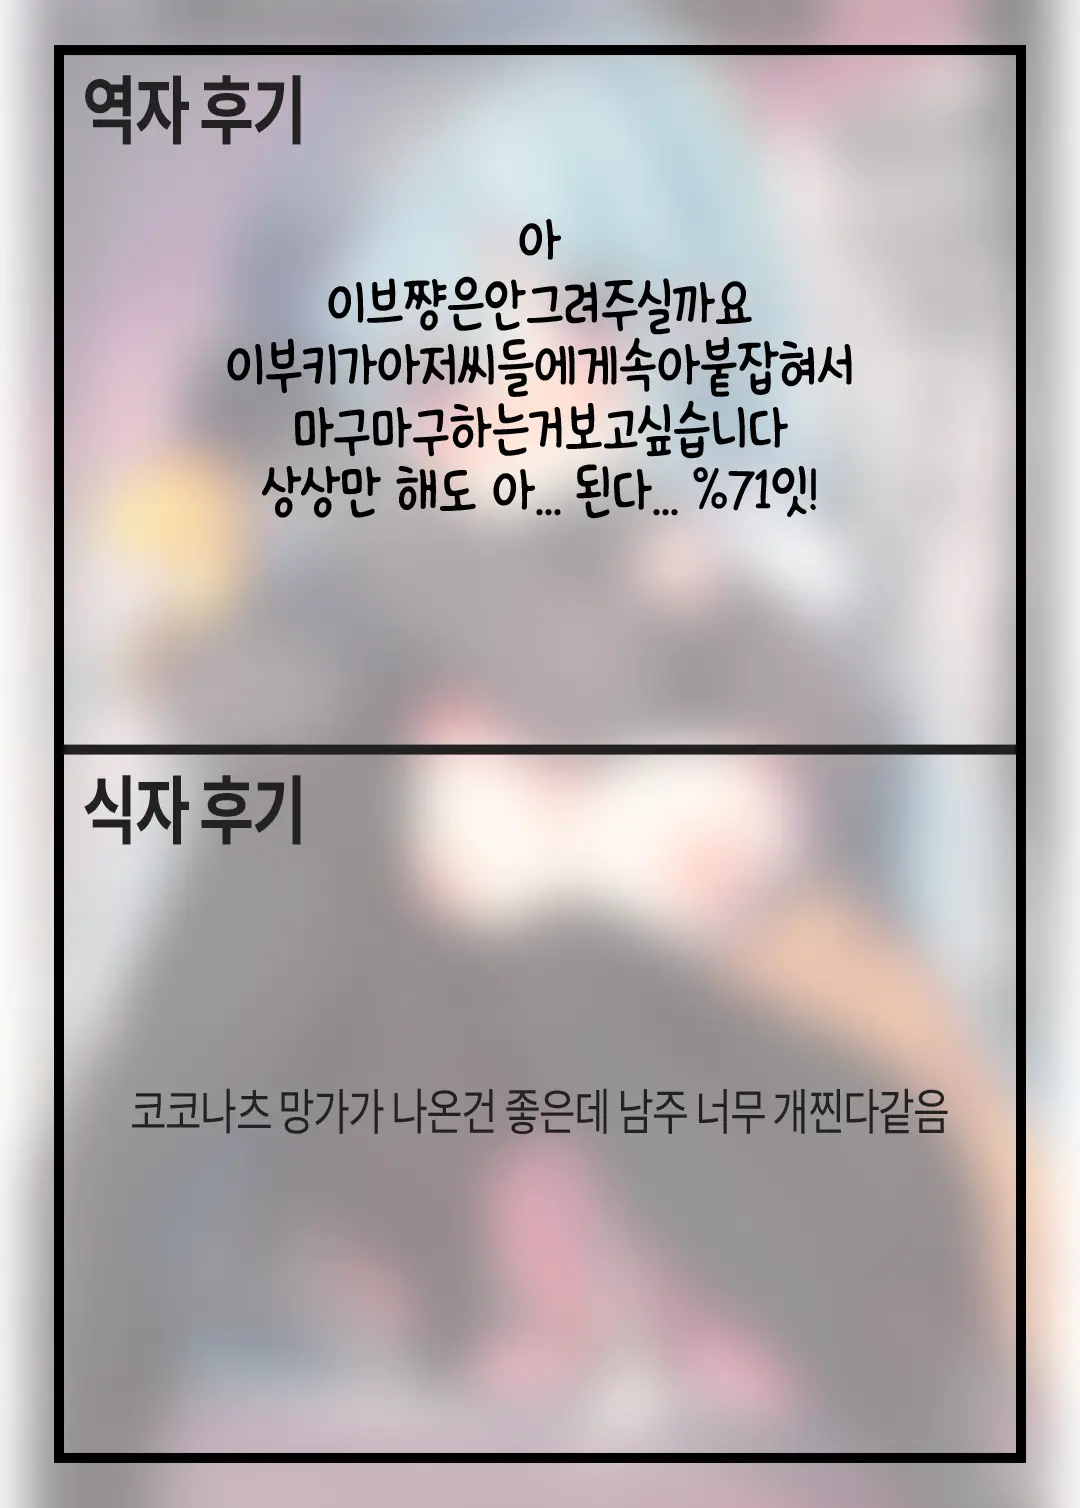 역자 후기
아
이브쨩은안그려주실까요
이부키가아저씨들에게속아붙잡혀서
마구마구하는거보고싶습니다
상상만 해도 아... 된다... %71잇!
식자 후기
코코나츠 망가가 나온건 좋은데 남주 너무 개찐다같음